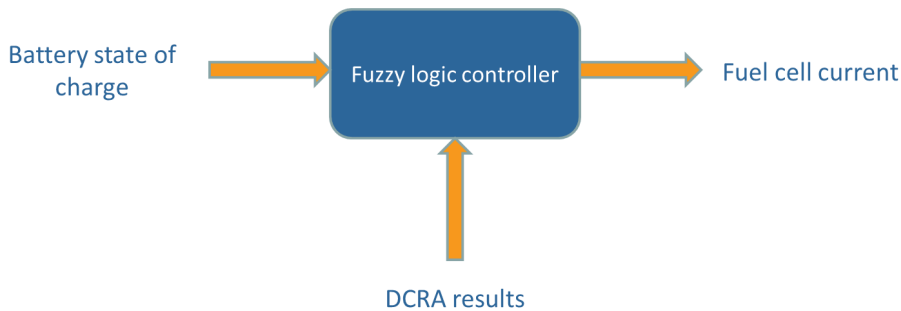 Battery state of
charge
Fuzzy logic controller
Fuel cell current
DCRA results